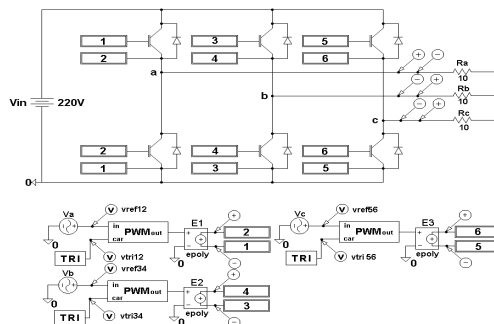 1 3 5
2 4 6
a
Ra
10
Vin 220V
b
Rb
10
c
Rc
10
2 4 6
1 3 5
0
Va
vref12
in
PWMout
car
E1
2
1
epoly
0
TRI
vtri12
Vc
vref56
in
PWMout
car
E3
6
5
epoly
0
TRI
vtri56
Vb
vref34
in
PWMout
car
E2
4
3
epoly
0
TRI
vtri34